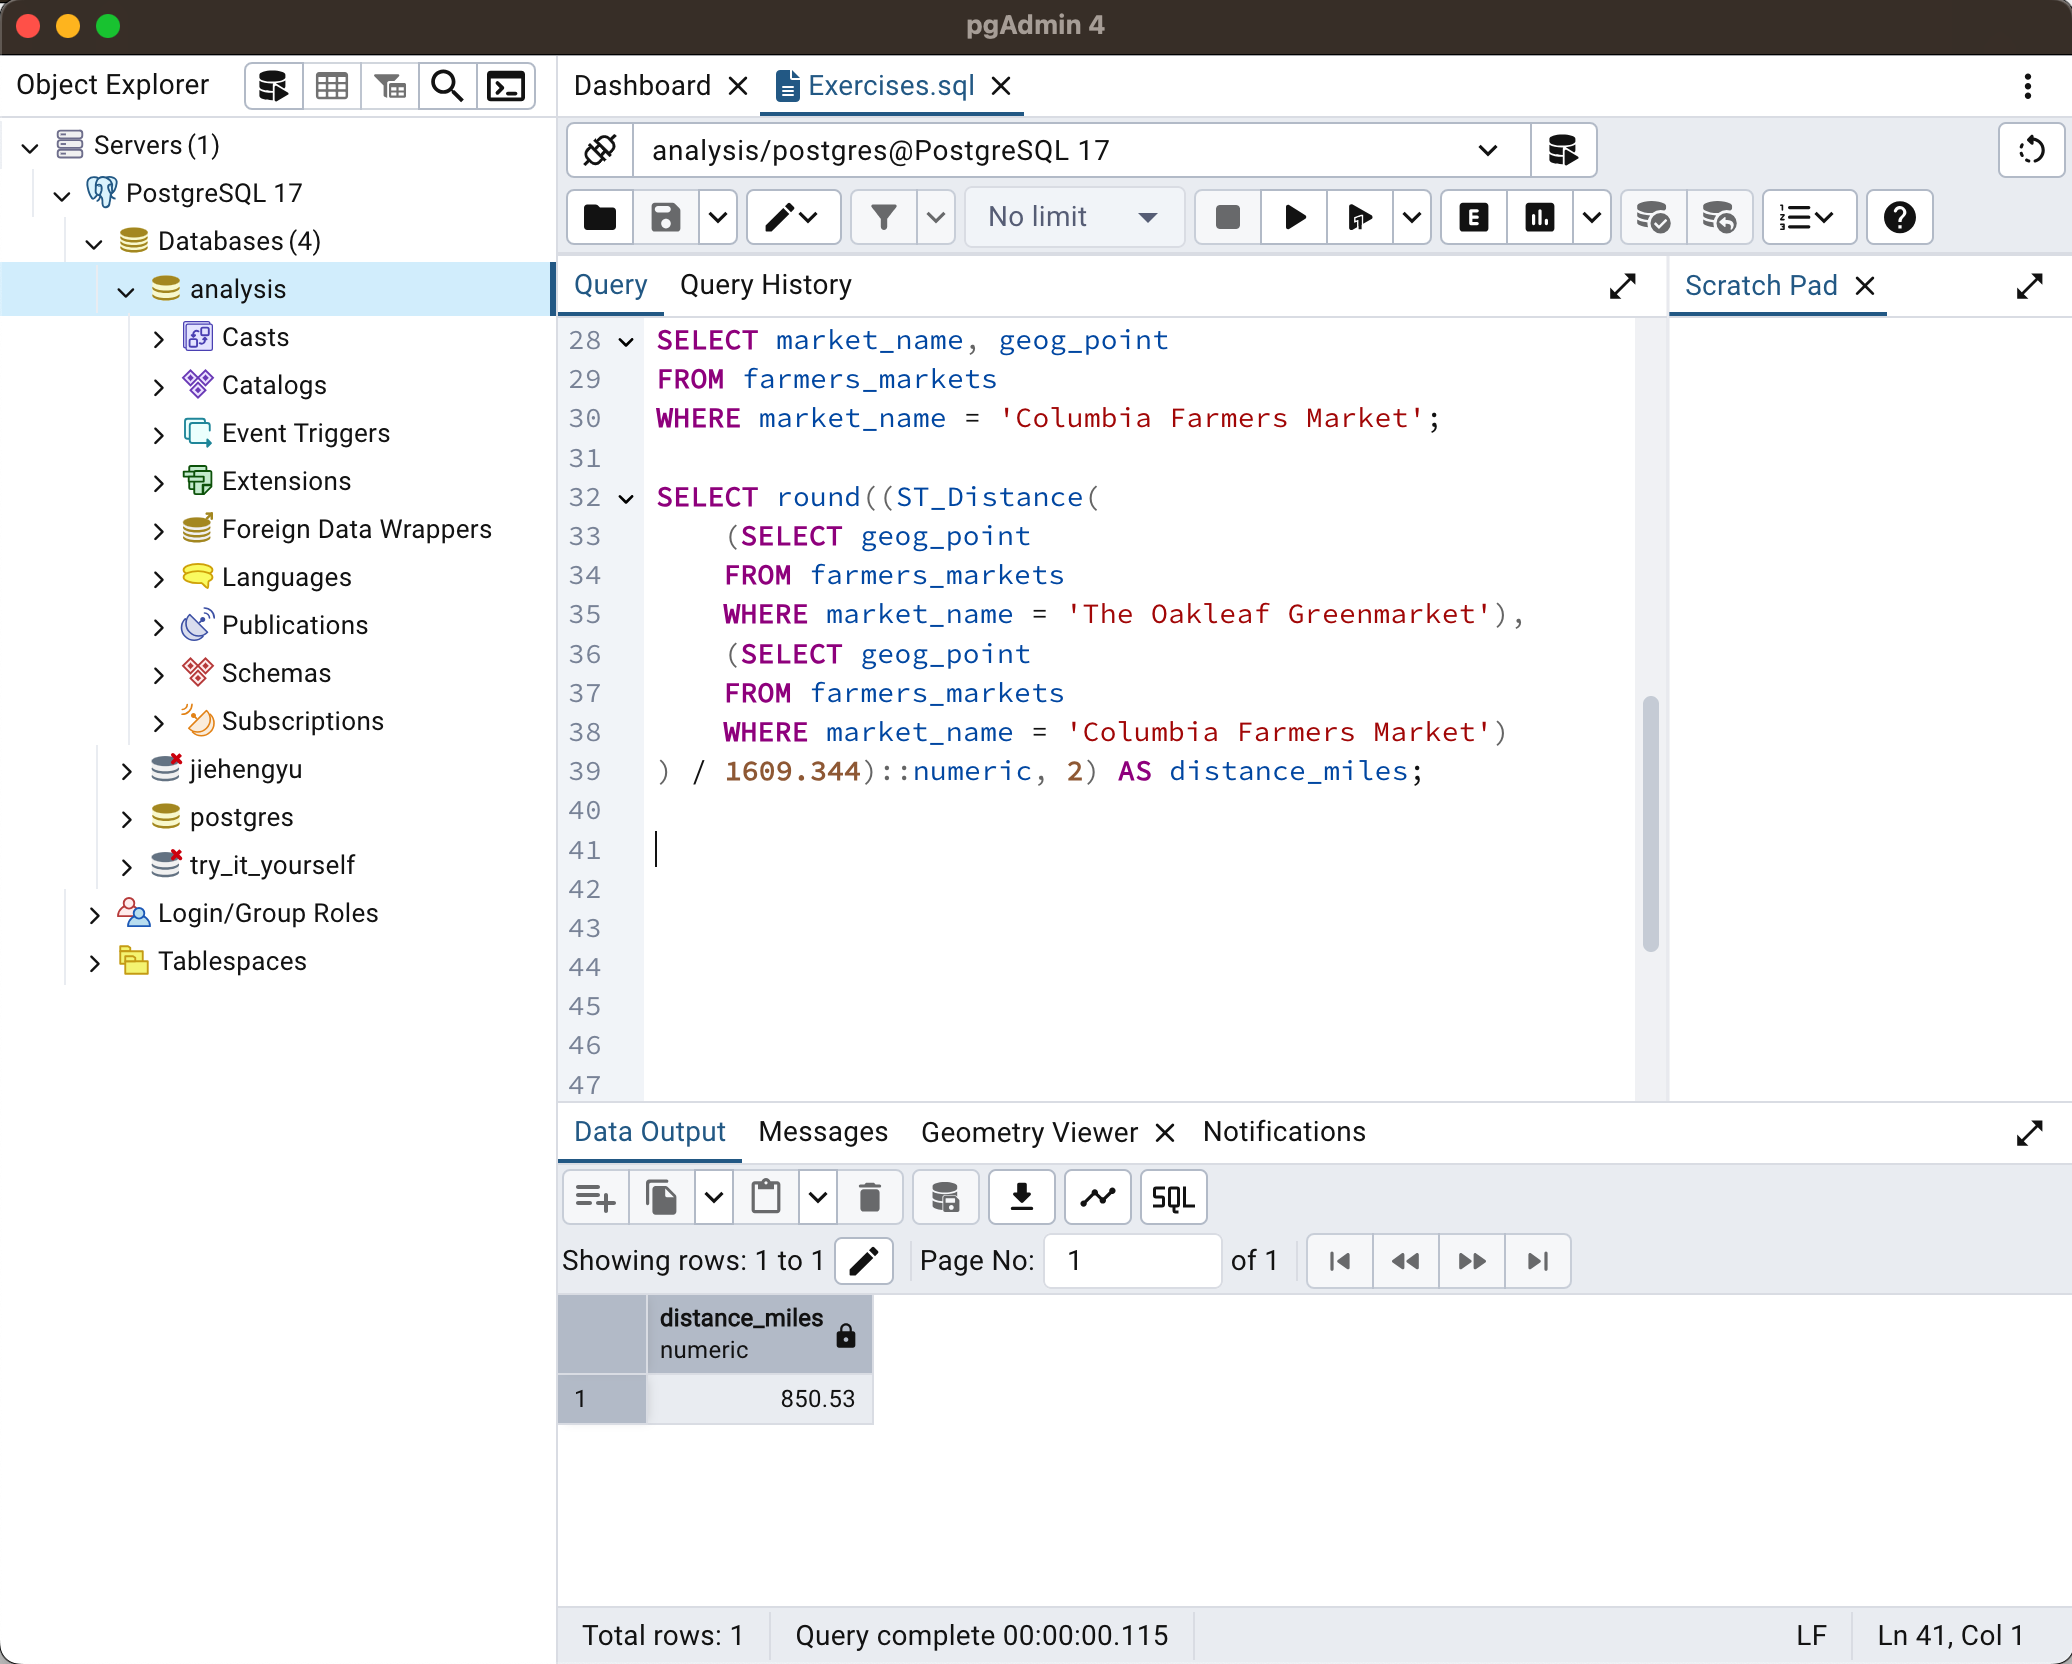 pgAdmin 4
Object Explorer
Dashboard
Exercises.sql
Servers (1)
PostgreSQL 17
Databases (4)
analysis
Casts
Catalogs
Event Triggers
Extensions
Foreign Data Wrappers
Languages
Publications
Schemas
Subscriptions
jiehengyu
postgres
try_it_yourself
Login/Group Roles
Tablespaces
analysis/postgres@PostgreSQL 17
No limit
E
Query
Query History
Scratch Pad
28 SELECT market_name, geog_point
29 FROM farmers_markets
30 WHERE market_name = 'Columbia Farmers Market';
31
32 SELECT round((ST_Distance(
33 (SELECT geog_point
34 FROM farmers_markets
35 WHERE market_name = 'The Oakleaf Greenmarket'),
36 (SELECT geog_point
37 FROM farmers_markets
38 WHERE market_name = 'Columbia Farmers Market')
39 ) / 1609.344)::numeric, 2) AS distance_miles;
40
41
42
43
44
45
46
47
Data Output
Messages
Geometry Viewer
Notifications
SQL
Showing rows: 1 to 1
Page No:
1
of 1
distance_miles
numeric
1
850.53
Total rows: 1
Query complete 00:00:00.115
LF
Ln 41, Col 1